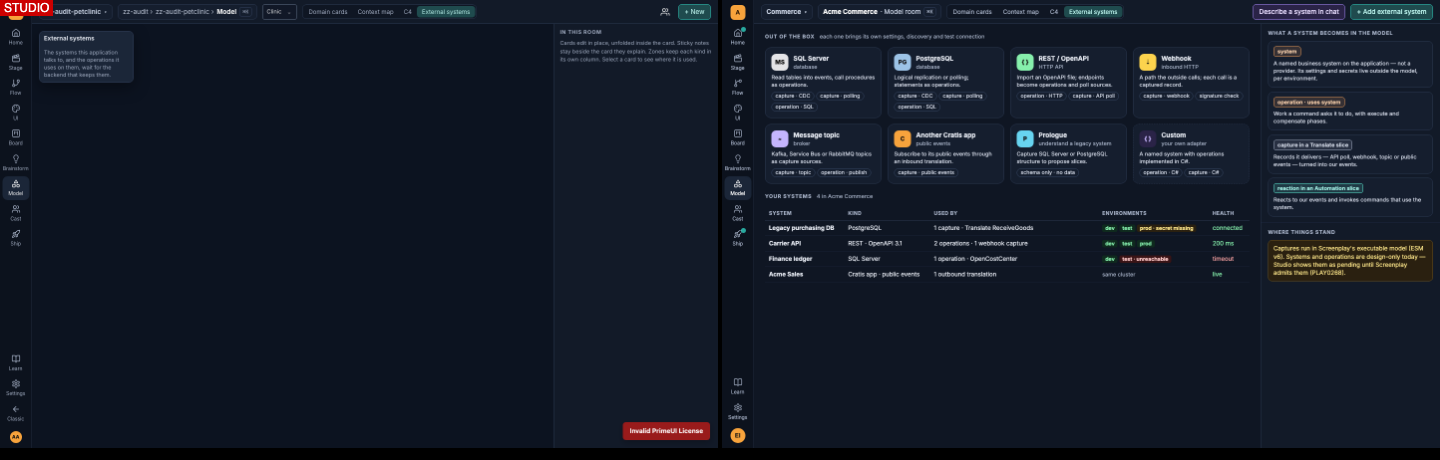 STUDIO
-audit-petclinic
zz-audit > zz-audit-petclinic > Model
Clinic
Domain cards
Context map
C4
External systems
+ New
Home
Stage
Flow
UI
Board
Brainstorm
Model
Cast
Ship
Learn
Settings
Classic
AA
External systems
The systems this application
talks to, and the operations it
uses on them, wait for the
backend that keeps them.
IN THIS ROOM
Cards edit in place, unfolded inside the card. Sticky notes
stay beside the card they explain. Zones keep each kind in
its own column. Select a card to see where it is used.
Invalid PrimeUI License
A
Commerce
Acme Commerce · Model room
Domain cards
Context map
C4
External systems
Describe a system in chat
+ Add external system
Home
Stage
Flow
UI
Board
Brainstorm
Model
Cast
Ship
Learn
Settings
EI
OUT OF THE BOX each one brings its own settings, discovery and test connection
MS
SQL Server
database
Read tables into events, call procedures
as operations.
capture · CDC
capture · polling
operation · SQL
PG
PostgreSQL
database
Logical replication or polling;
statements as operations.
capture · CDC
capture · polling
operation · SQL
{ }
REST / OpenAPI
HTTP API
Import an OpenAPI file; endpoints
become operations and poll sources.
operation · HTTP
capture · API poll
Webhook
inbound HTTP
A path the outside calls; each call is a
captured record.
capture · webhook
signature check
Message topic
broker
Kafka, Service Bus or RabbitMQ topics
as capture sources.
capture · topic
operation · publish
C
Another Cratis app
public events
Subscribe to its public events through
an inbound translation.
capture · public events
P
Prologue
understand a legacy system
Capture SQL Server or PostgreSQL
structure to propose slices.
schema only · no data
{ }
Custom
your own adapter
A named system with operations
implemented in C#.
operation · C#
capture · C#
YOUR SYSTEMS 4 in Acme Commerce
SYSTEM KIND USED BY ENVIRONMENTS HEALTH
Legacy purchasing DB PostgreSQL 1 capture · Translate ReceiveGoods dev test prod · secret missing connected
Carrier API REST · OpenAPI 3.1 2 operations · 1 webhook capture dev test prod 200 ms
Finance ledger SQL Server 1 operation · OpenCostCenter dev test · unreachable timeout
Acme Sales Cratis app · public events 1 outbound translation same cluster live
WHAT A SYSTEM BECOMES IN THE MODEL
system
A named business system on the application — not a
provider. Its settings and secrets live outside the model,
per environment.
operation · uses system
Work a command asks it to do, with execute and
compensate phases.
capture in a Translate slice
Records it delivers — API poll, webhook, topic or public
events — turned into our events.
reaction in an Automation slice
Reacts to our events and invokes commands that use the
system.
WHERE THINGS STAND
Captures run in Screenplay's executable model (ESM
v6). Systems and operations are design-only today —
Studio shows them as pending until Screenplay
admits them (PLAY0268).